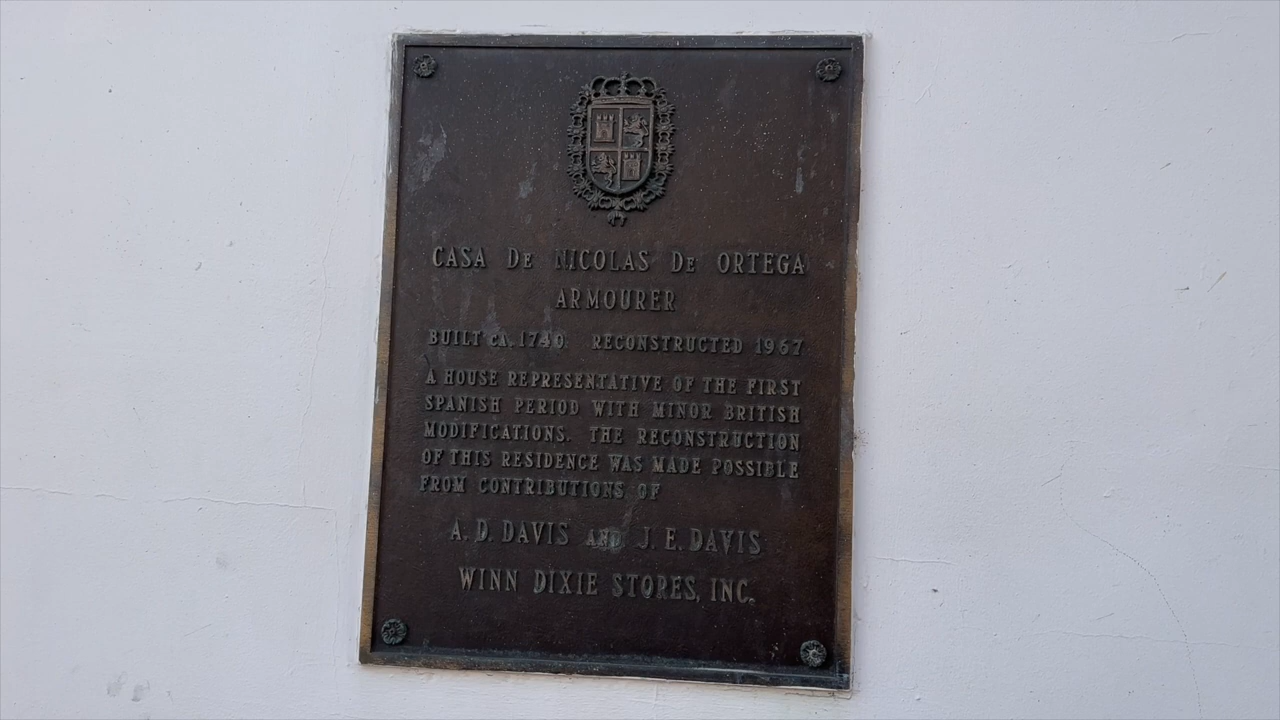 CASA DE NICOLAS DE ORTEGA
ARMOURER
BUILT CA. 1740. RECONSTRUCTED 1967
A HOUSE REPRESENTATIVE OF THE FIRST
SPANISH PERIOD WITH MINOR BRITISH
MODIFICATIONS. THE RECONSTRUCTION
OF THIS RESIDENCE WAS MADE POSSIBLE
FROM CONTRIBUTIONS OF
A. D. DAVIS AND J. E. DAVIS
WINN DIXIE STORES, INC.